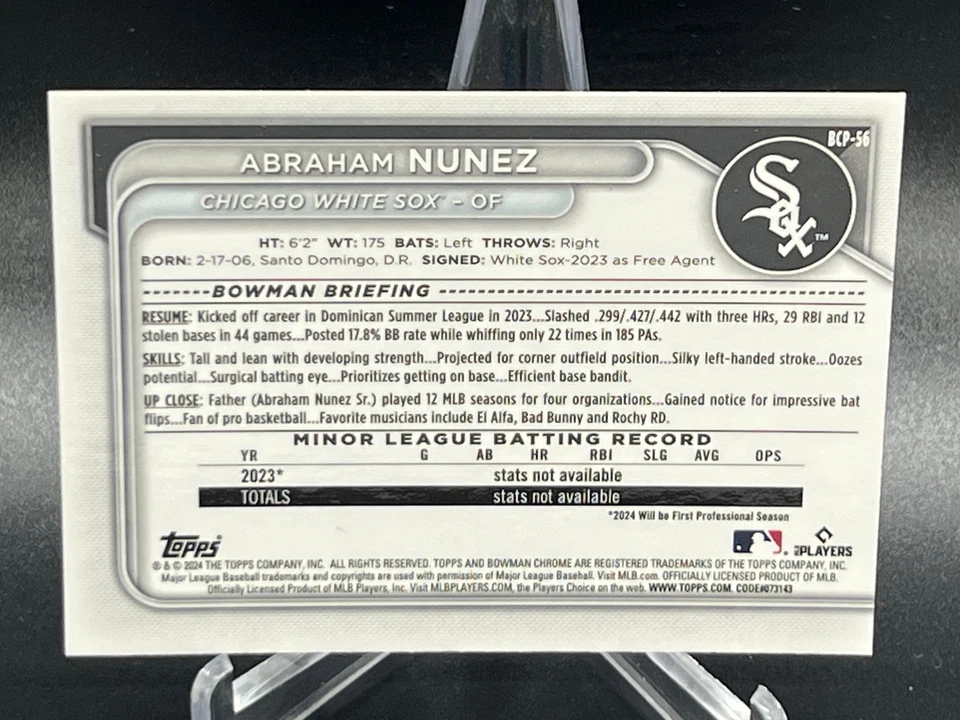 BCP-56
ABRAHAM NUNEZ
CHICAGO WHITE SOX™ – OF
Sox™
HT: 6'2" WT: 175 BATS: Left THROWS: Right
BORN: 2-17-06, Santo Domingo, D.R. SIGNED: White Sox-2023 as Free Agent
BOWMAN BRIEFING
RESUME: Kicked off career in Dominican Summer League in 2023...Slashed .299/.427/.442 with three HRs, 29 RBI and 12
stolen bases in 44 games...Posted 17.8% BB rate while whiffing only 22 times in 185 PAs.
SKILLS: Tall and lean with developing strength...Projected for corner outfield position...Silky left-handed stroke...Oozes
potential...Surgical batting eye...Prioritizes getting on base...Efficient base bandit.
UP CLOSE: Father (Abraham Nunez Sr.) played 12 MLB seasons for four organizations...Gained notice for impressive bat
flips...Fan of pro basketball...Favorite musicians include El Alfa, Bad Bunny and Rochy RD.
MINOR LEAGUE BATTING RECORD
YR G AB HR RBI SLG AVG OPS
2023* stats not available
TOTALS stats not available
*2024 Will be First Professional Season
Topps
MLB PLAYERS
® & © 2024 THE TOPPS COMPANY, INC. ALL RIGHTS RESERVED. TOPPS AND BOWMAN CHROME ARE REGISTERED TRADEMARKS OF THE TOPPS COMPANY, INC.
Major League Baseball trademarks and copyrights are used with permission of Major League Baseball. Visit MLB.com. OFFICIALLY LICENSED PRODUCT OF MLB.
Officially Licensed Product of MLB Players, Inc. Visit MLBPLAYERS.COM, the Players Choice on the web. WWW.TOPPS.COM. CODE#073143